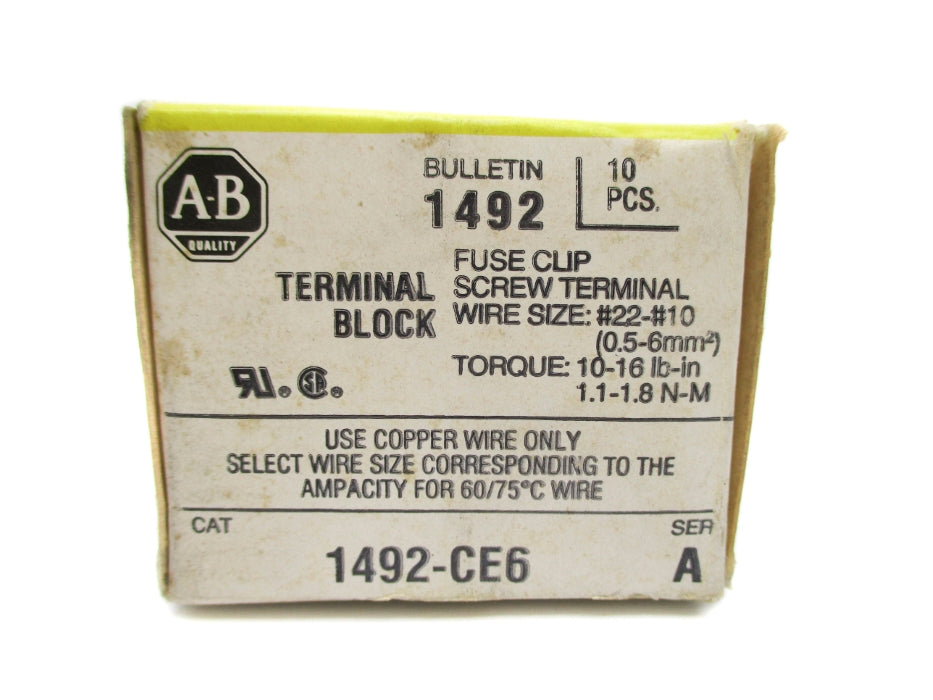 A-B
QUALITY
BULLETIN
1492
10
PCS.
TERMINAL
BLOCK
FUSE CLIP
SCREW TERMINAL
WIRE SIZE: #22-#10
(0.5-6mm²)
TORQUE: 10-16 lb-in
1.1-1.8 N-M
RU®. SA®.
USE COPPER WIRE ONLY
SELECT WIRE SIZE CORRESPONDING TO THE
AMPACITY FOR 60/75°C WIRE
CAT
SER
1492-CE6
A